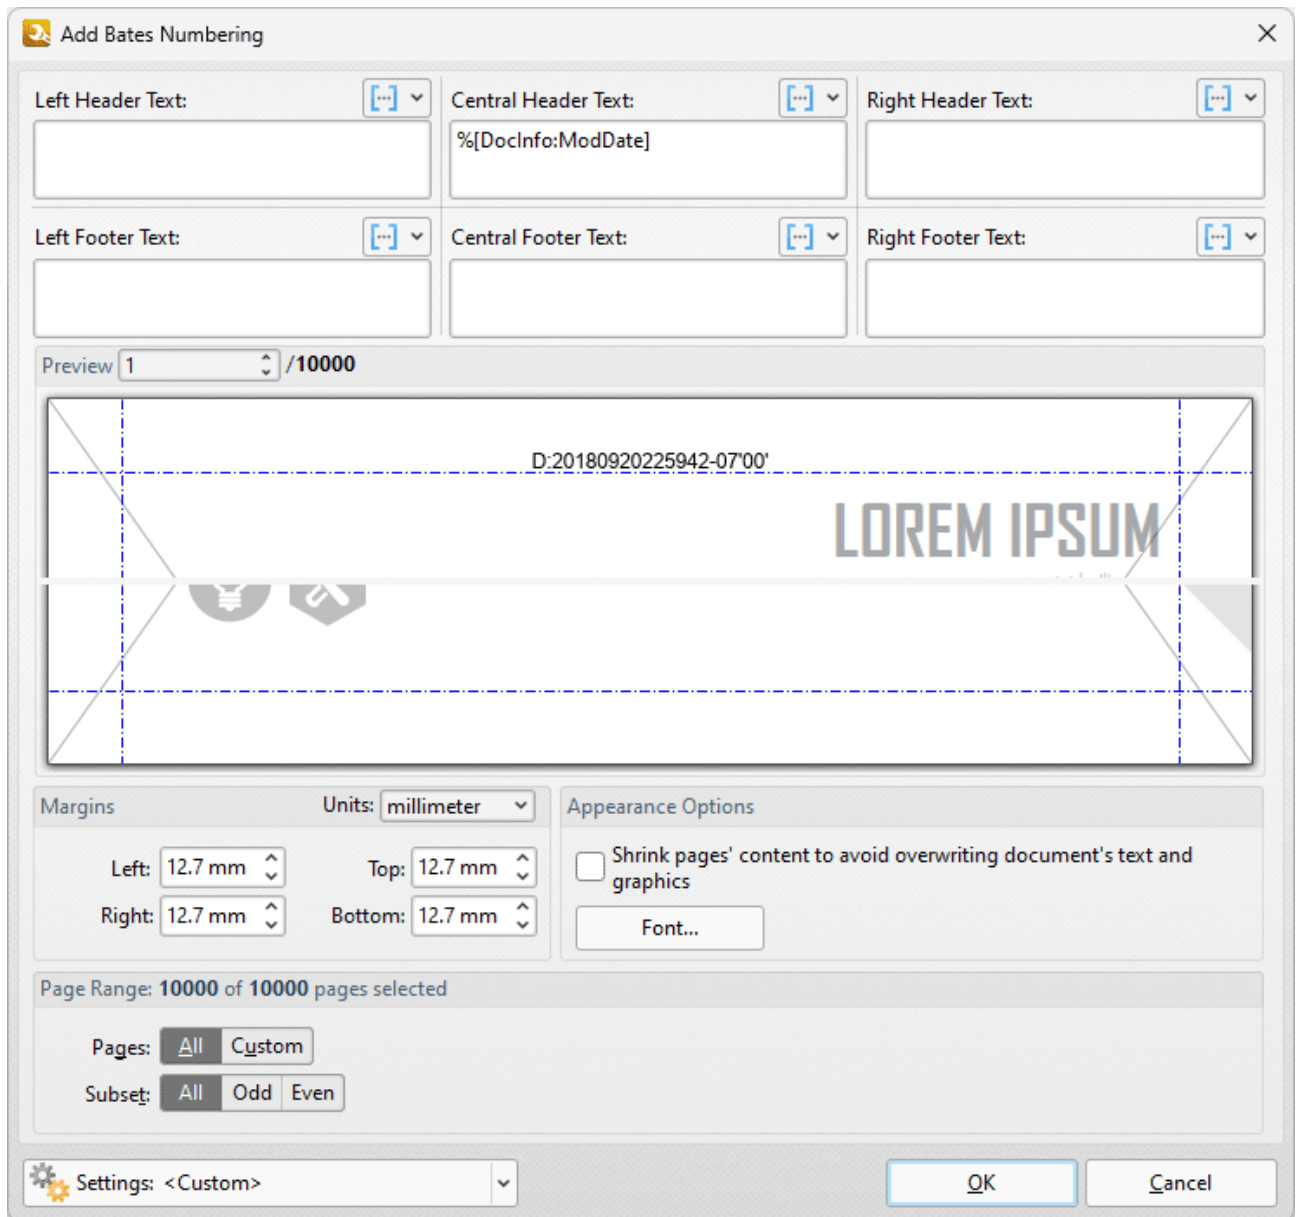 Add Bates Numbering
Left Header Text:
Central Header Text:
Right Header Text:
%[DocInfo:ModDate]
Left Footer Text:
Central Footer Text:
Right Footer Text:
Preview 1 /10000
D:20180920225942-07'00'
LOREM IPSUM
Margins
Units: millimeter
Appearance Options
Left: 12.7 mm
Top: 12.7 mm
Shrink pages' content to avoid overwriting document's text and
graphics
Right: 12.7 mm
Bottom: 12.7 mm
Font...
Page Range: 10000 of 10000 pages selected
Pages: All Custom
Subset: All Odd Even
Settings: <Custom>
OK
Cancel